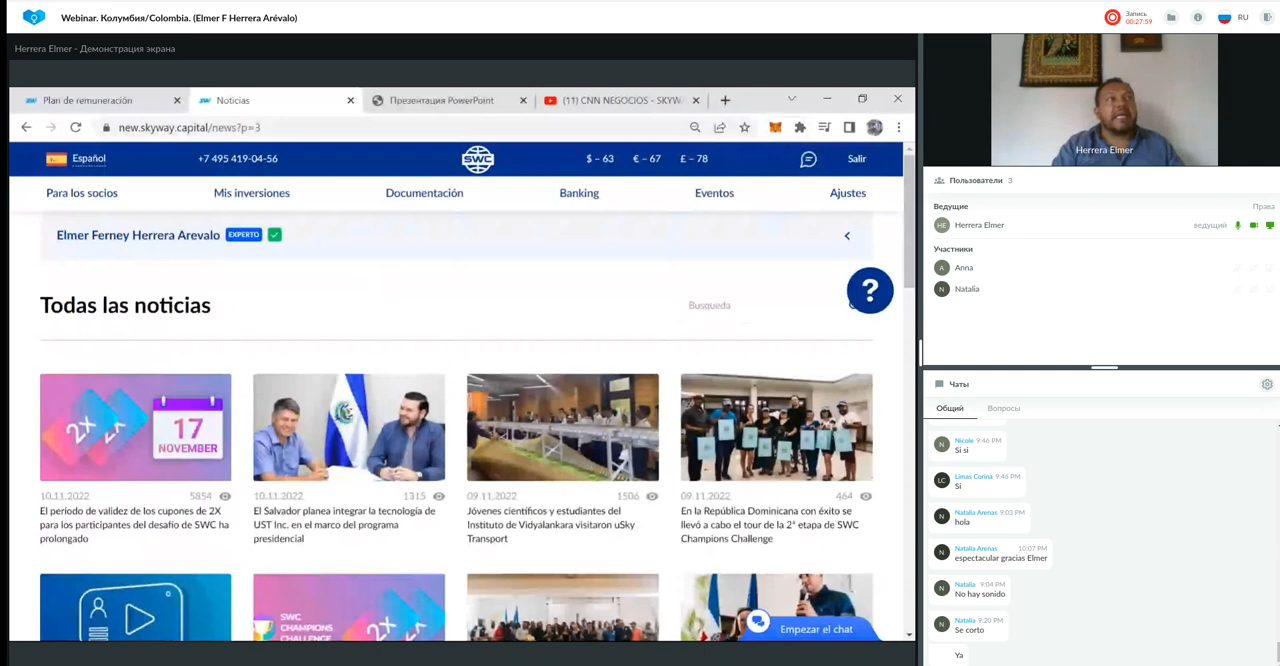 Webinar. Колумбия/Colombia. (Elmer F Herrera Arévalo)
Запись
00:27:59
RU
Herrera Elmer - Демонстрация экрана
Plan de remuneración
Noticias
Презентация PowerPoint
(11) CNN NEGOCIOS - SKYW
new.skyway.capital/news?p=3
Español
+7 495 419-04-56
SWC
$ – 63
€ – 67
£ – 78
Salir
Para los socios
Mis inversiones
Documentación
Banking
Eventos
Ajustes
Elmer Ferney Herrera Arevalo
EXPERTO
?
Todas las noticias
Busqueda
2X 2X
17
NOVEMBER
10.11.2022
5854
El período de validez de los cupones de 2X
para los participantes del desafío de SWC ha
prolongado
10.11.2022
1315
El Salvador planea integrar la tecnología de
UST Inc. en el marco del programa
presidencial
09.11.2022
1506
Jóvenes científicos y estudiantes del
Instituto de Vidyalankara visitaron uSky
Transport
09.11.2022
464
En la República Dominicana con éxito se
llevó a cabo el tour de la 2ª etapa de SWC
Champions Challenge
SWC
CHAMPIONS
CHALLENGE
2X
Empezar el chat
Herrera Elmer
Пользователи 3
Ведущие
Права
HE
Herrera Elmer
ведущий
Участники
A
Anna
N
Natalia
Чаты
Общий
Вопросы
N
Nicole 9:46 PM
Si si
LC
Limas Corina 9:46 PM
Si
N
Natalia Arenas 9:03 PM
hola
N
Natalia Arenas 10:07 PM
espectacular gracias Elmer
N
Natalia 9:04 PM
No hay sonido
N
Natalia 9:20 PM
Se corto
Ya